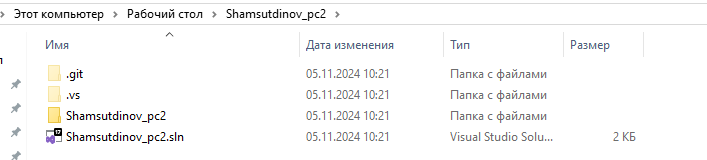 Этот компьютер > Рабочий стол > Shamsutdinov_pc2
Имя Дата изменения Тип Размер
.git 05.11.2024 10:21 Папка с файлами
.vs 05.11.2024 10:21 Папка с файлами
Shamsutdinov_pc2 05.11.2024 10:21 Папка с файлами
Shamsutdinov_pc2.sln 05.11.2024 10:21 Visual Studio Solu... 2 КБ